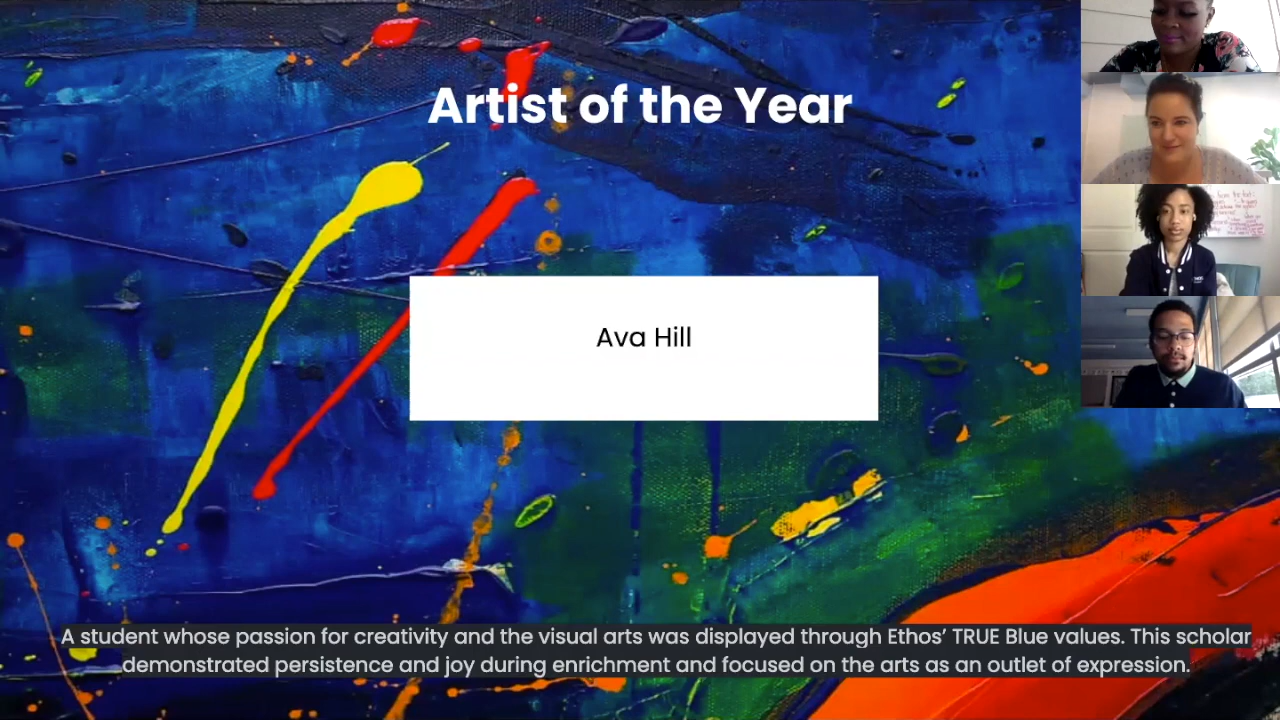 Artist of the Year
Ava Hill
A student whose passion for creativity and the visual arts was displayed through Ethos’ TRUE Blue values. This scholar
demonstrated persistence and joy during enrichment and focused on the arts as an outlet of expression.